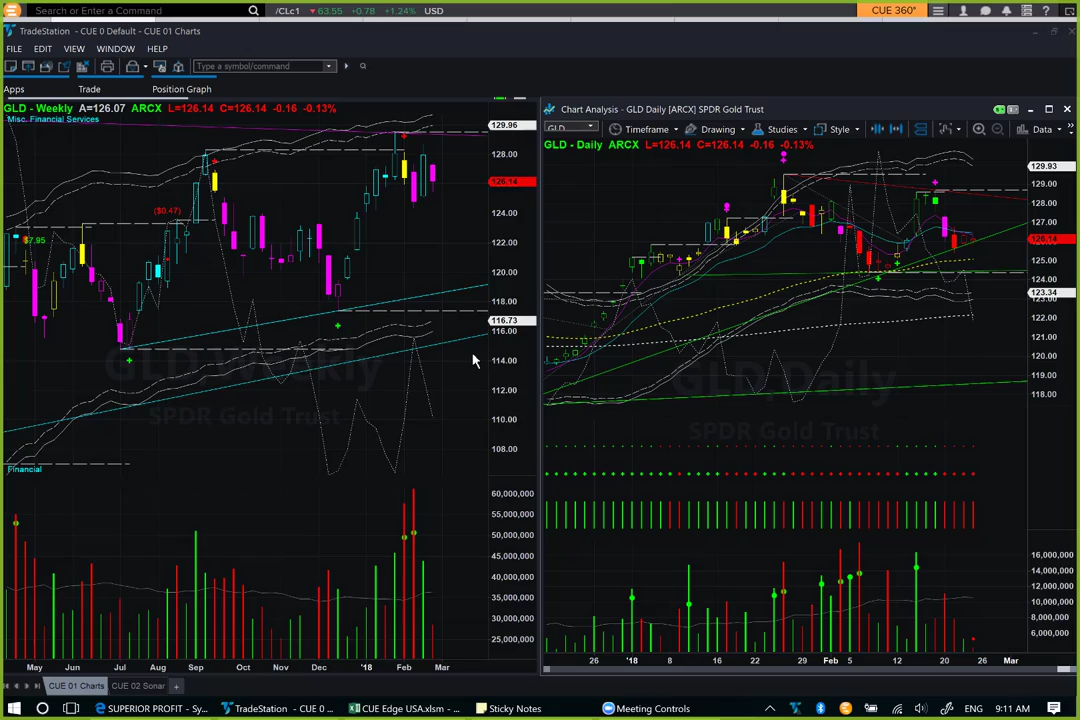 Search or Enter a Command
/CLc1 63.55 +0.78 +1.24% USD
CUE 360°
TradeStation - CUE 0 Default - CUE 01 Charts
FILE EDIT VIEW WINDOW HELP
Type a symbol/command
Apps Trade Position Graph
GLD - Weekly A=126.07 ARCX L=126.14 C=126.14 -0.16 -0.13%
Misc. Financial Services
129.96
128.00
126.14
124.00
122.00
120.00
118.00
116.73
116.00
114.00
112.00
110.00
108.00
($0.47)
$7.95
GLD.Weekly
SPDR Gold Trust
Financial
60,000,000
55,000,000
50,000,000
45,000,000
40,000,000
35,000,000
30,000,000
25,000,000
May Jun Jul Aug Sep Oct Nov Dec '18 Feb Mar
Chart Analysis - GLD Daily [ARCX] SPDR Gold Trust
GLD Timeframe Drawing Studies Style Data
GLD - Daily ARCX L=126.14 C=126.14 -0.16 -0.13%
129.93
129.00
128.00
127.00
126.14
125.00
124.00
123.34
123.00
122.00
121.00
120.00
119.00
118.00
GLD.Daily
SPDR Gold Trust
16,000,000
14,000,000
12,000,000
10,000,000
8,000,000
6,000,000
26 '18 8 16 22 29 Feb 5 12 20 26 Mar
CUE 01 Charts CUE 02 Sonar +
SUPERIOR PROFIT - Sy... TradeStation - CUE 0 ... CUE Edge USA.xlsm - ... Sticky Notes Meeting Controls ENG 9:11 AM